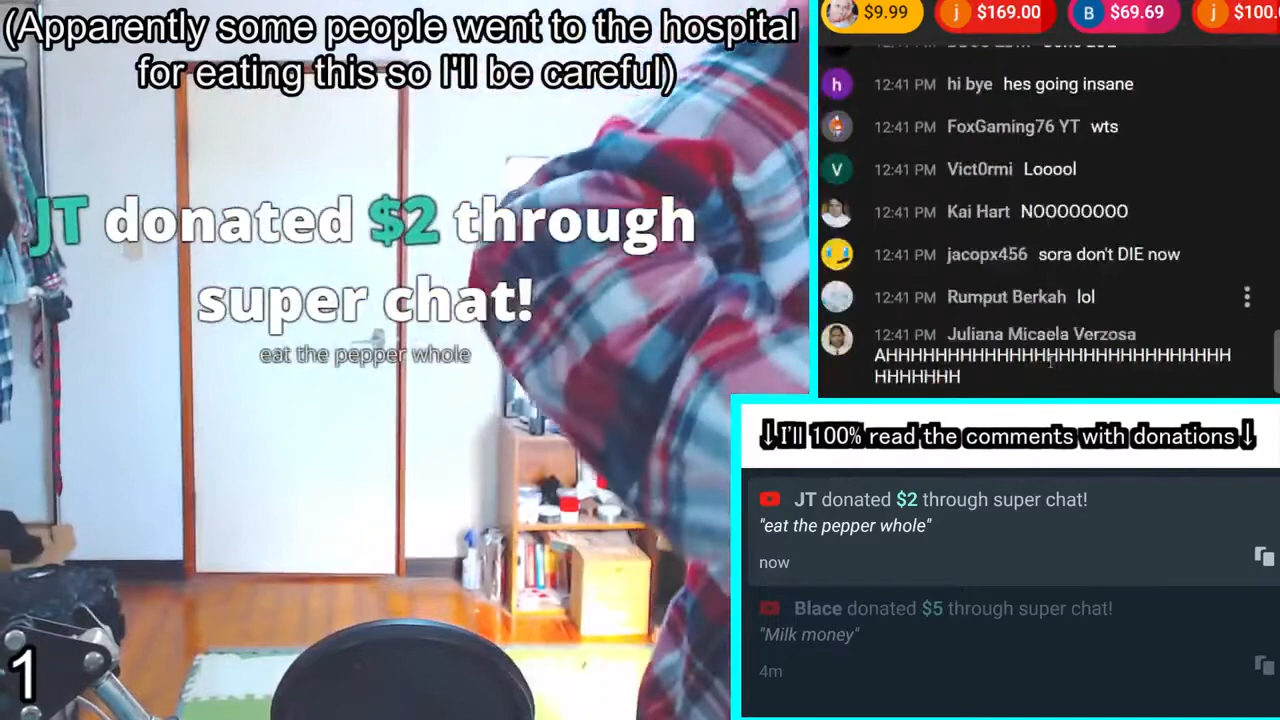 (Apparently some people went to the hospital
for eating this so I'll be careful)
JT donated $2 through
super chat!
eat the pepper whole
1
$9.99
j $169.00
B $69.69
j $100.
h 12:41 PM hi bye hes going insane
12:41 PM FoxGaming76 YT wts
V 12:41 PM Vict0rmi Looool
12:41 PM Kai Hart NOOOOOOOO
12:41 PM jacopx456 sora don't DIE now
12:41 PM Rumput Berkah lol
12:41 PM Juliana Micaela Verzosa
AHHHHHHHHHHHHHHHHHHHHHHHHHHHH
HHHHHHH
↓I'll 100% read the comments with donations↓
JT donated $2 through super chat!
"eat the pepper whole"
now
Blace donated $5 through super chat!
"Milk money"
4m